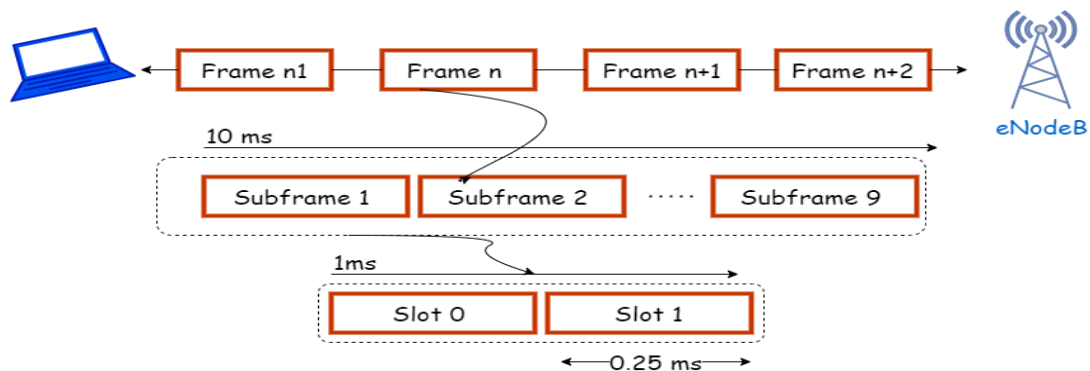 Frame n1
Frame n
Frame n+1
Frame n+2
eNodeB
10 ms
Subframe 1
Subframe 2
.....
Subframe 9
1ms
Slot 0
Slot 1
0.25 ms